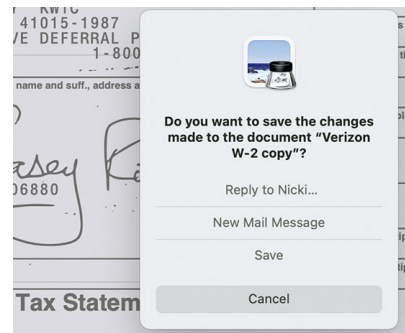 KWIC
41015-1987
VE DEFERRAL P
1-800
name and suff., address a
06880
Tax Statem
Do you want to save the changes
made to the document “Verizon
W-2 copy”?
Reply to Nicki...
New Mail Message
Save
Cancel